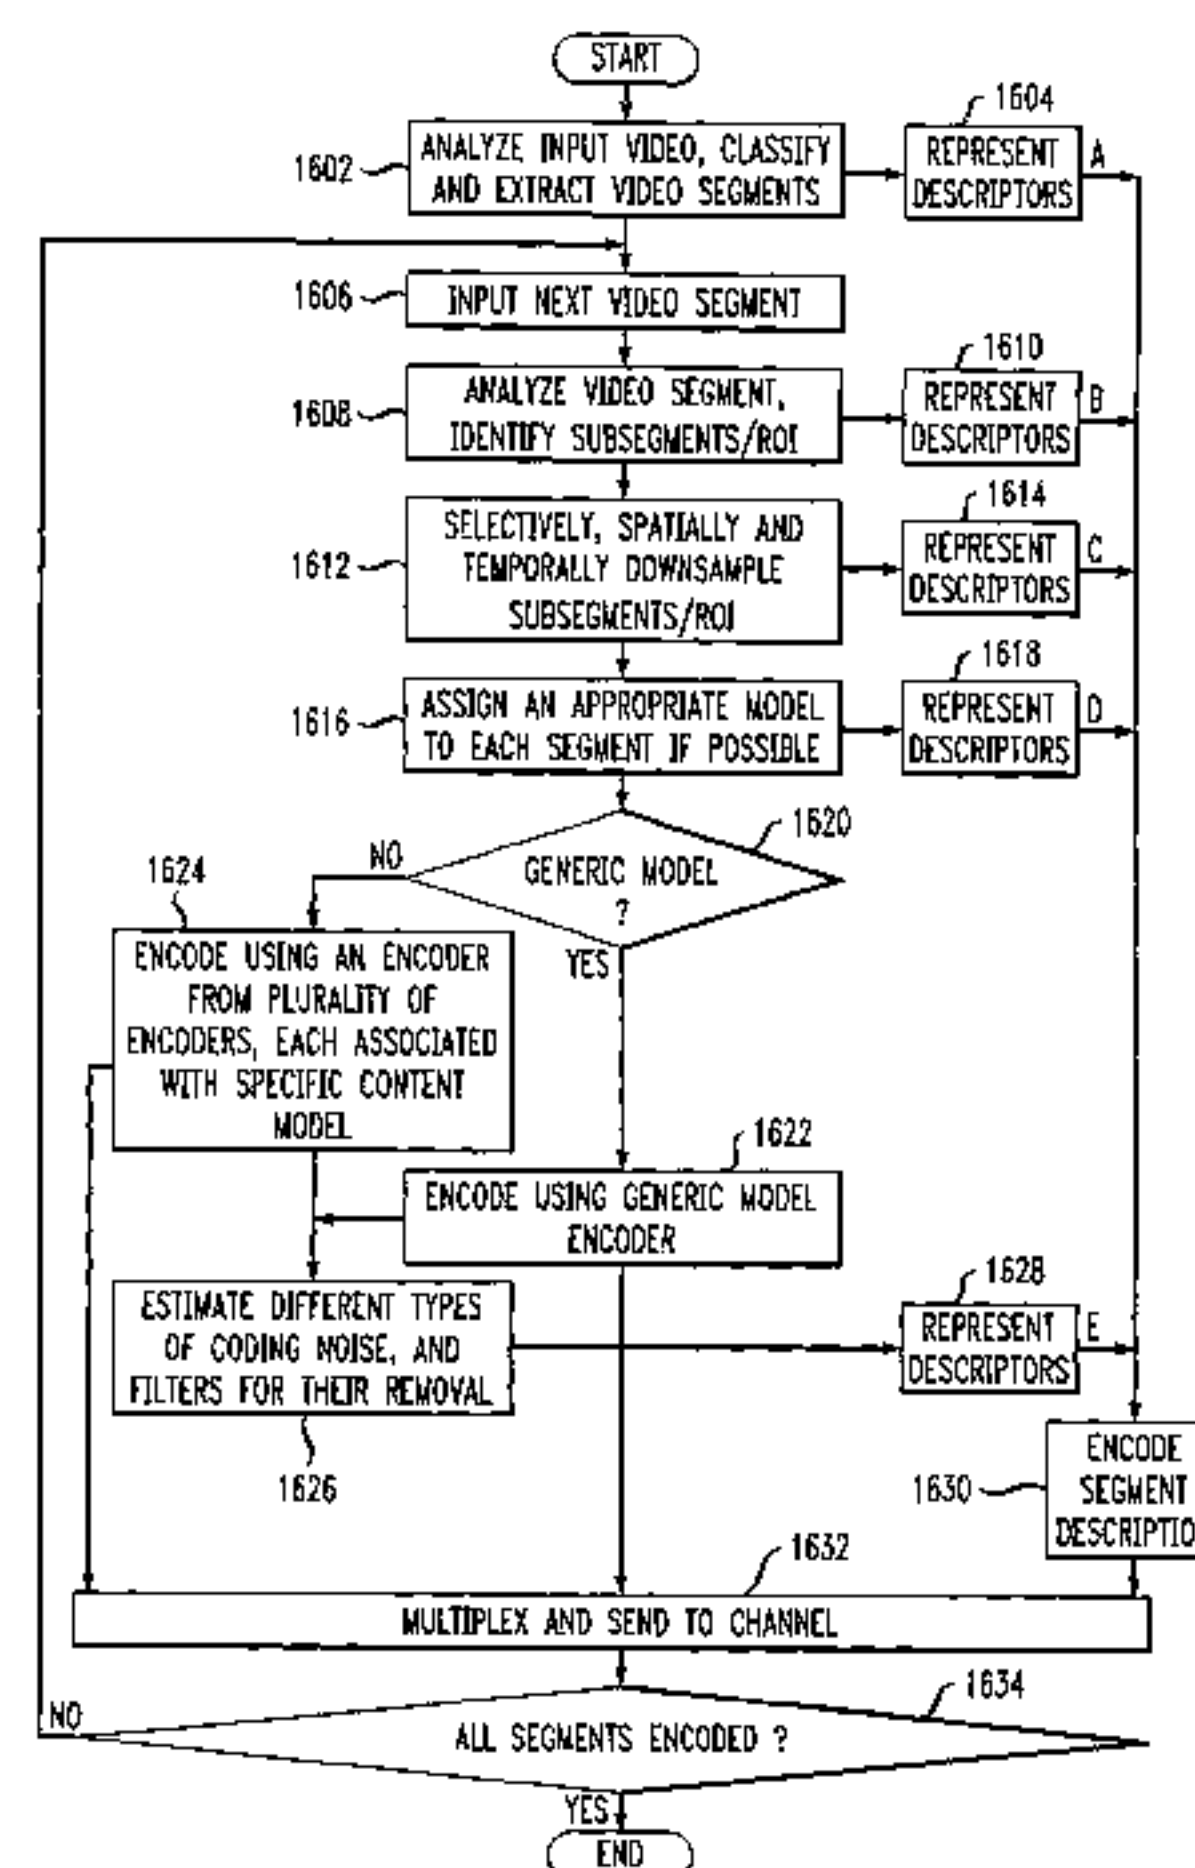 START
1602
ANALYZE INPUT VIDEO, CLASSIFY
AND EXTRACT VIDEO SEGMENTS
1604
REPRESENT
DESCRIPTORS
A
1606
INPUT NEXT VIDEO SEGMENT
1608
ANALYZE VIDEO SEGMENT,
IDENTIFY SUBSEGMENTS/ROI
1610
REPRESENT
DESCRIPTORS
B
1612
SELECTIVELY, SPATIALLY AND
TEMPORALLY DOWNSAMPLE
SUBSEGMENTS/ROI
1614
REPRESENT
DESCRIPTORS
C
1616
ASSIGN AN APPROPRIATE MODEL
TO EACH SEGMENT IF POSSIBLE
1618
REPRESENT
DESCRIPTORS
D
1620
GENERIC MODEL
?
NO
YES
1624
ENCODE USING AN ENCODER
FROM PLURALITY OF
ENCODERS, EACH ASSOCIATED
WITH SPECIFIC CONTENT
MODEL
1622
ENCODE USING GENERIC MODEL
ENCODER
ESTIMATE DIFFERENT TYPES
OF CODING NOISE, AND
FILTERS FOR THEIR REMOVAL
1626
1628
REPRESENT
DESCRIPTORS
E
1630
ENCODE
SEGMENT
DESCRIPTIO
1632
MULTIPLEX AND SEND TO CHANNEL
1634
ALL SEGMENTS ENCODED ?
NO
YES
END